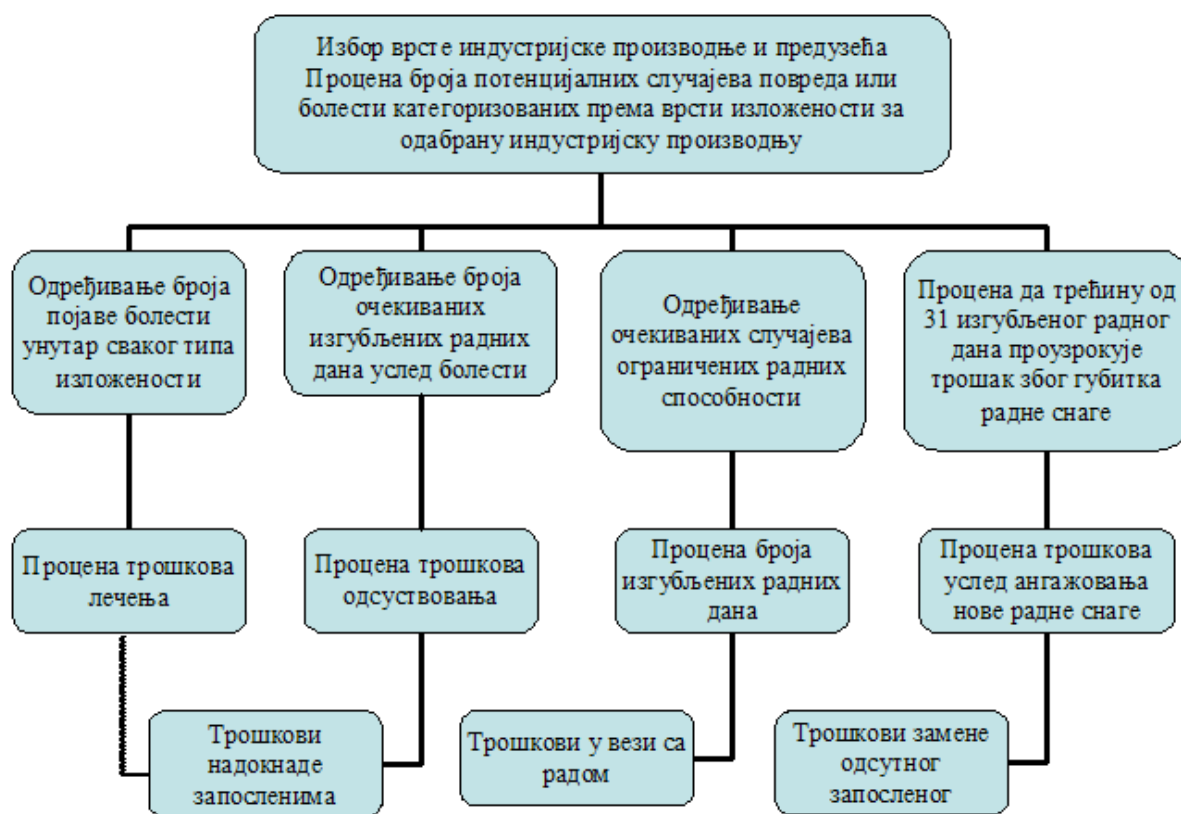 Избор врсте индустријске производње и предузећа
Процена броја потенцијалних случајева повреда или
болести категоризованих према врсти изложености за
одабрану индустријску производњу
Одређивање броја
појаве болести
унутар сваког типа
изложености
Одређивање броја
очекиваних
изгубљених радних
дана услед болести
Одређивање
очекиваних случајева
ограничених радних
способности
Процена да трећину од
31 изгубљеног радног
дана проузрокује
трошак због губитка
радне снаге
Процена трошкова
лечења
Процена трошкова
одсуствовања
Процена броја
изгубљених радних
дана
Процена трошкова
услед ангажовања
нове радне снаге
Трошкови
надокнаде
запосленима
Трошкови у вези са
радом
Трошкови замене
одсутног
запосленог